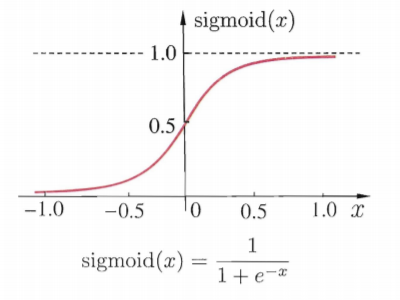 sigmoid(x)
1.0
0.5
−1.0 −0.5 0 0.5 1.0 x
sigmoid(x) = 1 / (1 + e^{−x})